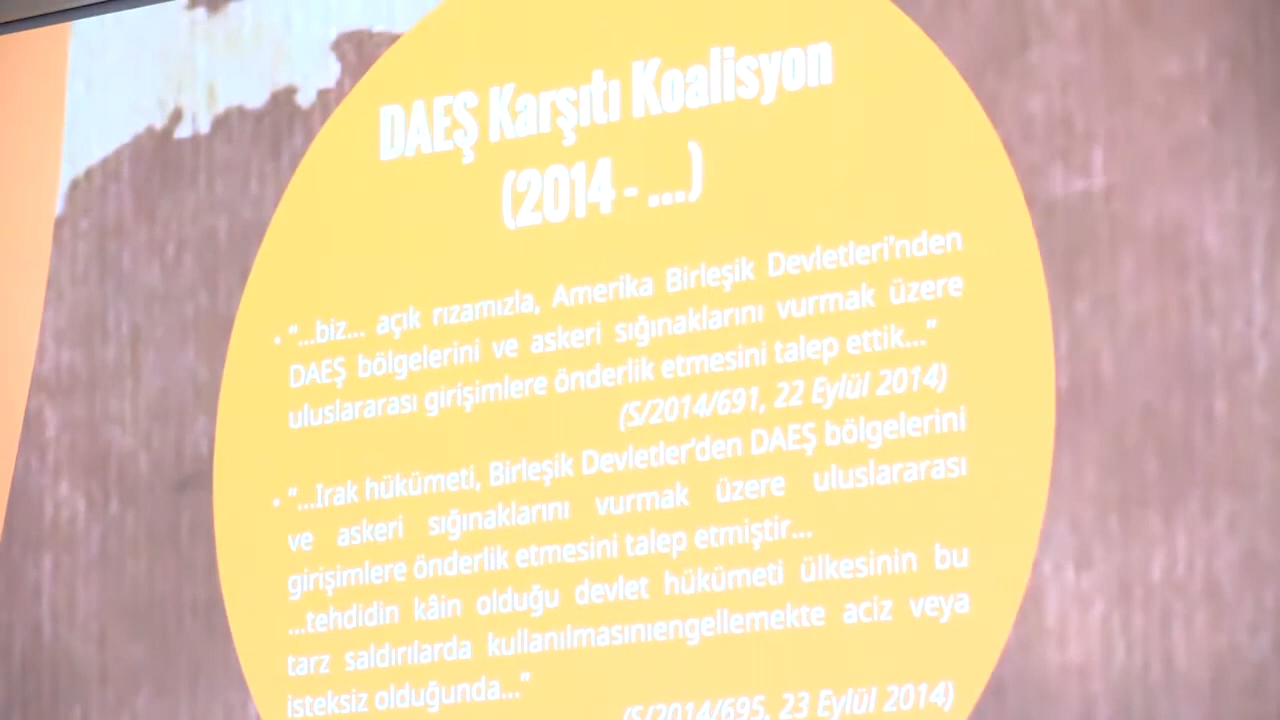 DAEŞ Karşıtı Koalisyon
(2014 - ...)
• “...biz... açık rızamızla, Amerika Birleşik Devletleri’nden
DAEŞ bölgelerini ve askeri sığınaklarını vurmak üzere
uluslararası girişimlere önderlik etmesini talep ettik...”
(S/2014/691, 22 Eylül 2014)
• “...Irak hükümeti, Birleşik Devletler’den DAEŞ bölgelerini
ve askeri sığınaklarını vurmak üzere uluslararası
girişimlere önderlik etmesini talep etmiştir...
...tehdidin kâin olduğu devlet hükümeti ülkesinin bu
tarz saldırılarda kullanılmasınıengellemekte aciz veya
isteksiz olduğunda...”
(S/2014/695, 23 Eylül 2014)